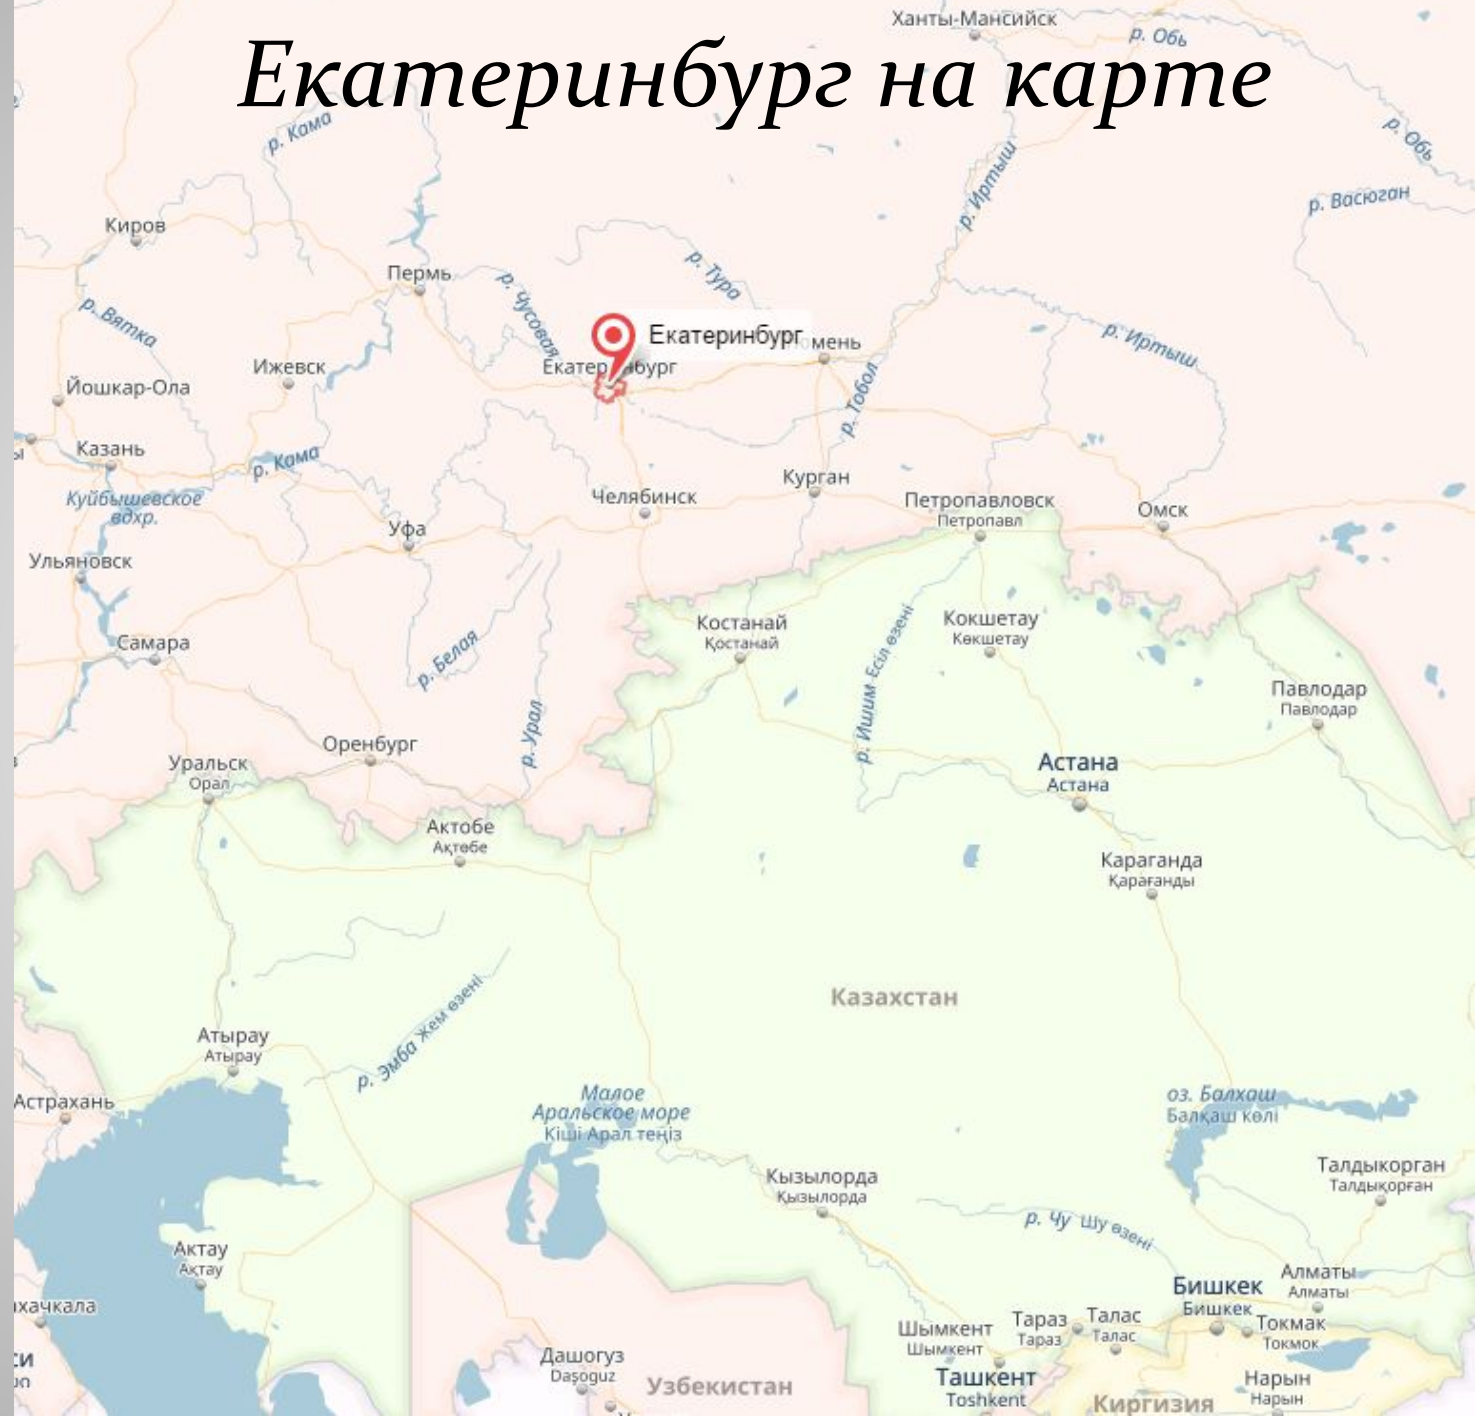 Ханты-Мансийск
р. Обь
Екатеринбург на карте
р. Кама
р. Обь
р. Иртыш
р. Васюган
Киров
Пермь
р. Тура
р. Чусовая
р. Вятка
Екатеринбург
мень
р. Иртыш
Ижевск
Екатер нбург
Йошкар-Ола
р. Тобол
Казань
р. Кама
Курган
Куйбышевское
вдхр.
Челябинск
Петропавловск
Петропавл
Омск
Уфа
Ульяновск
Костанай
Қостанай
Кокшетау
Көкшетау
Самара
р. Белая
р. Ишим Есіл өзені
Павлодар
Павлодар
р. Урал
Оренбург
Уральск
Орал
Астана
Астана
Актобе
Ақтөбе
Караганда
Қарағанды
Казахстан
р. Эмба Жем өзені
Атырау
Атырау
Астрахань
Малое
Аральское море
Кіші Арал теңіз
оз. Балхаш
Балқаш көлі
Талдыкорган
Талдықорған
Кызылорда
Қызылорда
р. Чу Шу өзені
Актау
Ақтау
Алматы
Алматы
Бишкек
Бишкек
хачкала
Тараз
Тараз
Талас
Талас
Токмак
Токмок
Шымкент
Шымкент
Дашогуз
Daşoguz
Ташкент
Toshkent
Узбекистан
Нарын
Нарын
Киргизия